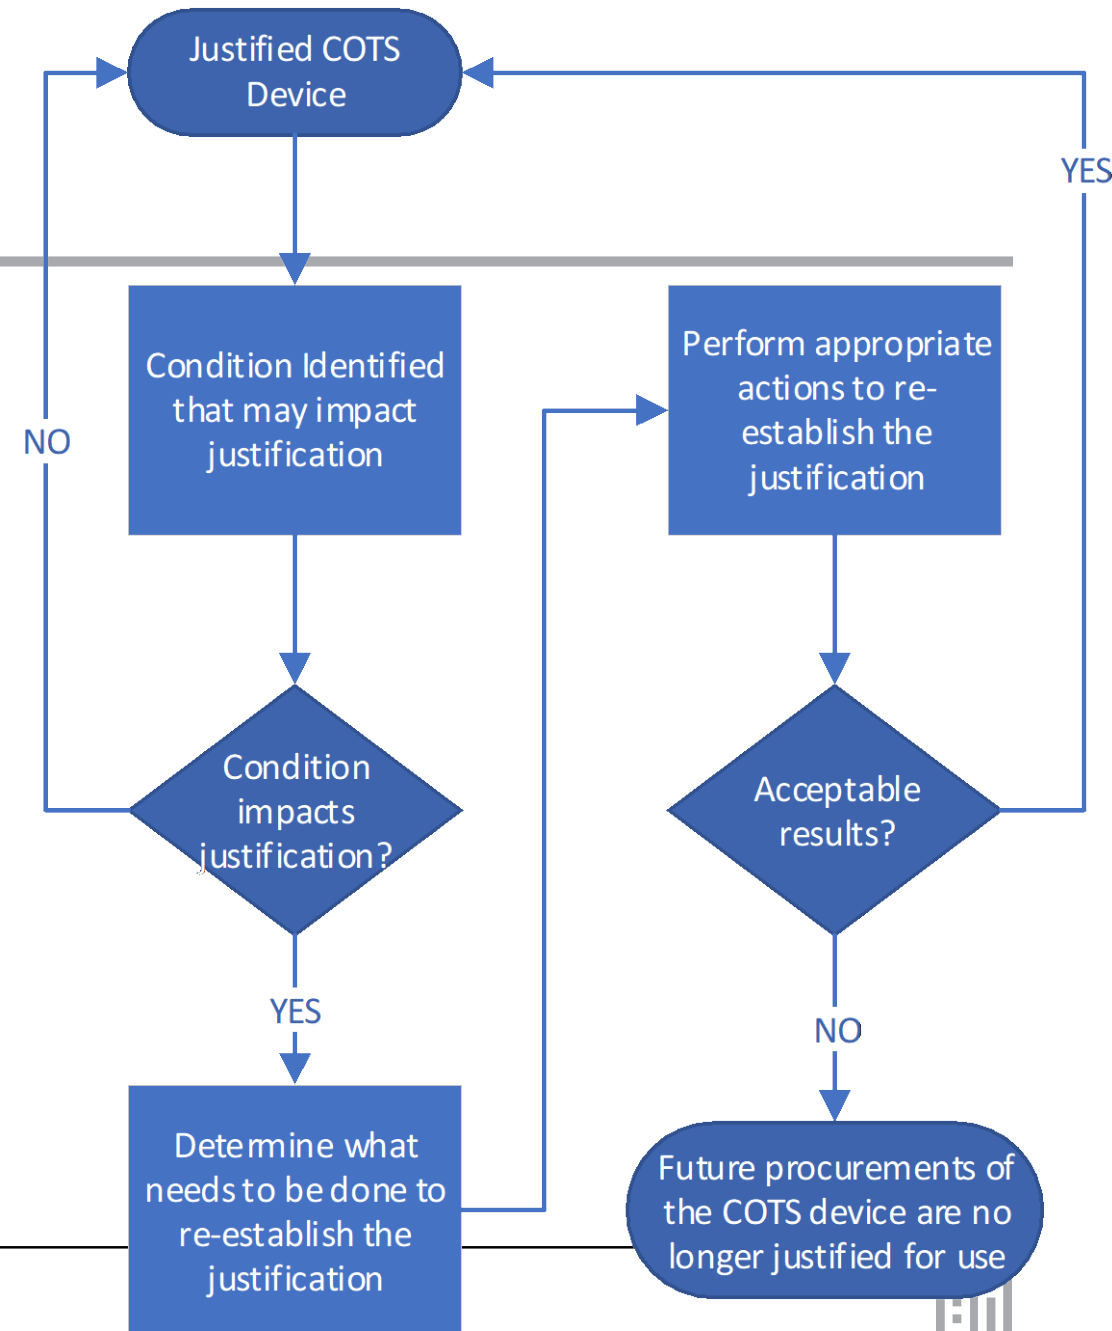 Justified COTS
Device
YES
Condition Identified
that may impact
justification
NO
Perform appropriate
actions to re-
establish the
justification
Condition
impacts
justification?
Acceptable
results?
YES
NO
Determine what
needs to be done to
re-establish the
justification
Future procurements of
the COTS device are no
longer justified for use